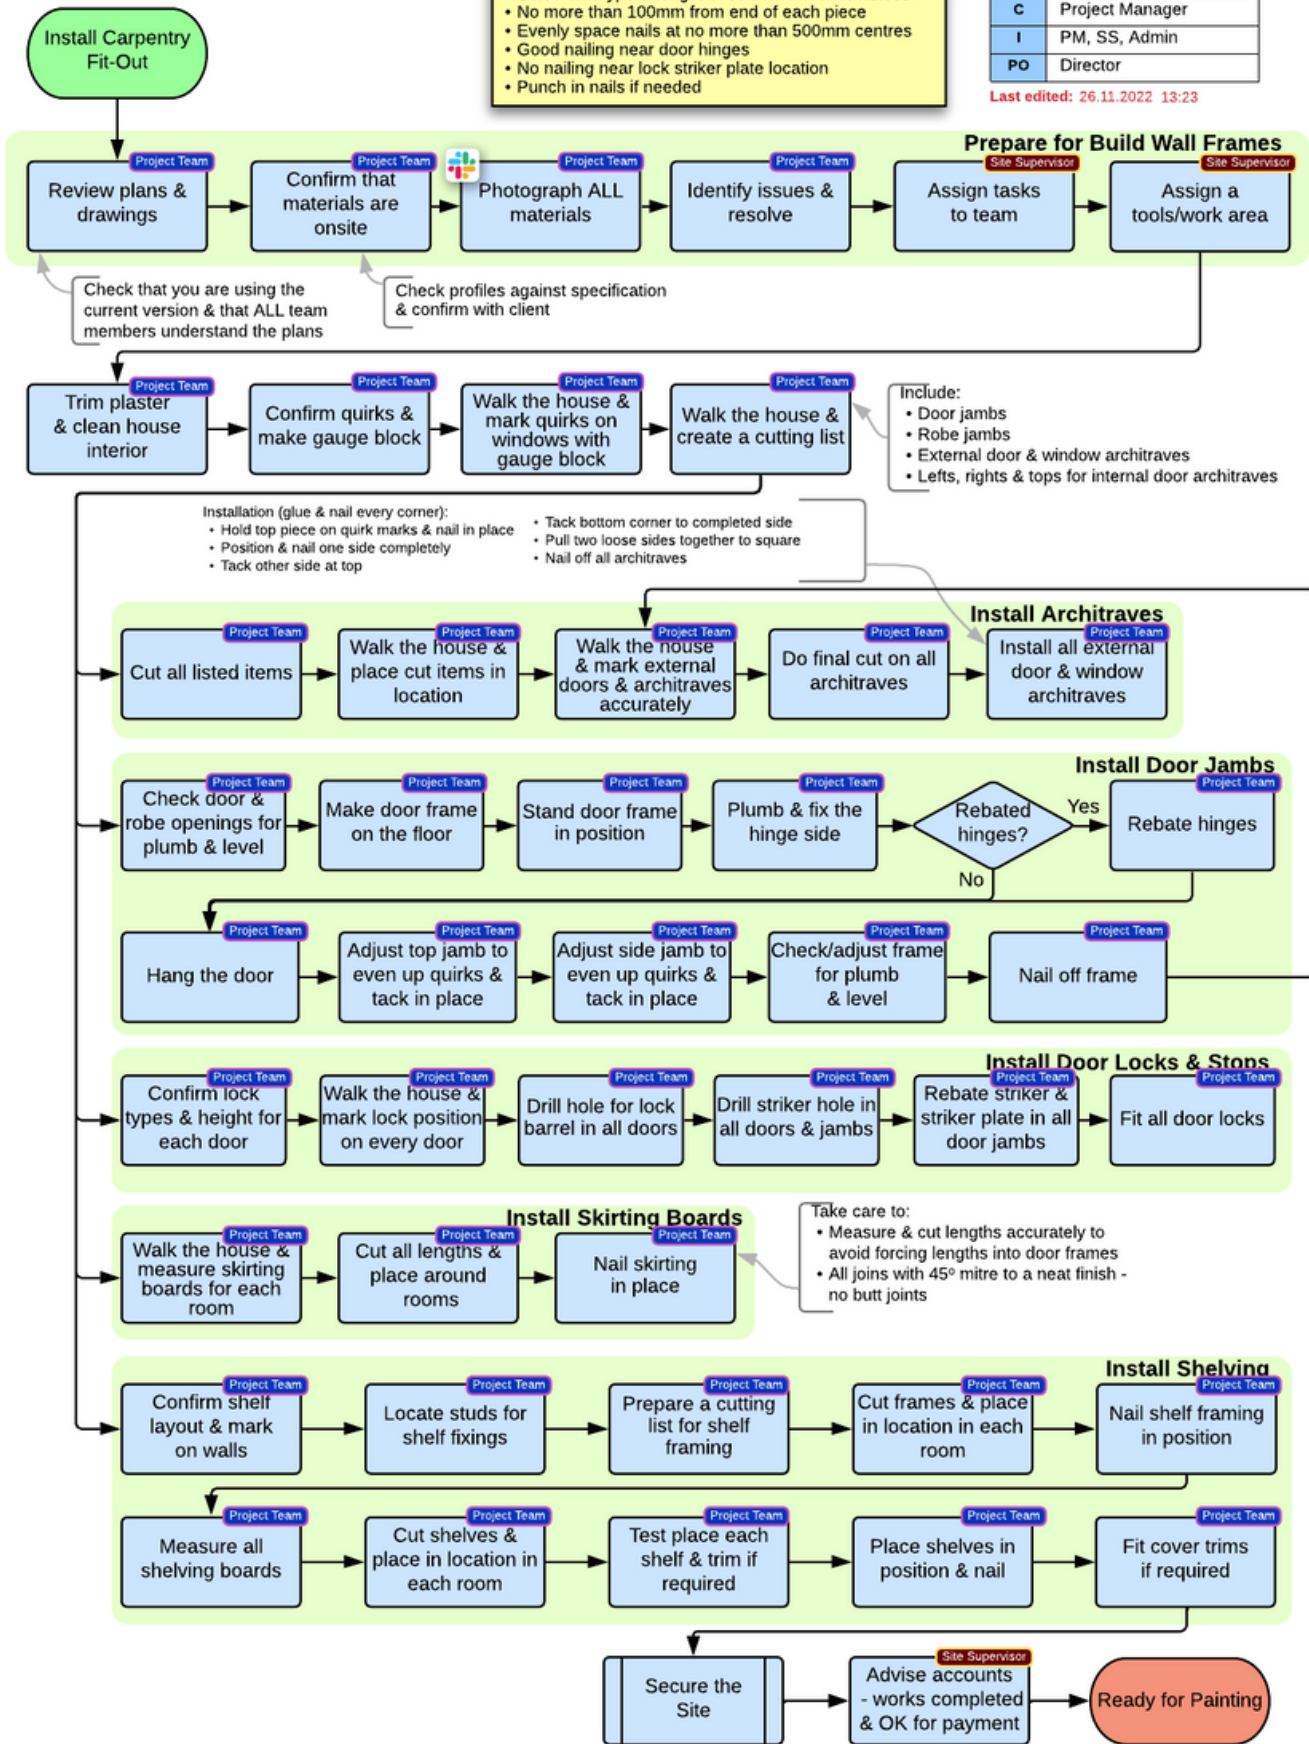 • No more than 100mm from end of each piece
• Evenly space nails at no more than 500mm centres
• Good nailing near door hinges
• No nailing near lock striker plate location
• Punch in nails if needed
C Project Manager
I PM, SS, Admin
PO Director
Last edited: 26.11.2022 13:23
Install Carpentry
Fit-Out
Prepare for Build Wall Frames
Project Team
Review plans &
drawings
Project Team
Confirm that
materials are
onsite
Project Team
Photograph ALL
materials
Project Team
Identify issues &
resolve
Site Supervisor
Assign tasks
to team
Site Supervisor
Assign a
tools/work area
Check that you are using the
current version & that ALL team
members understand the plans
Check profiles against specification
& confirm with client
Project Team
Trim plaster
& clean house
interior
Project Team
Confirm quirks &
make gauge block
Project Team
Walk the house &
mark quirks on
windows with
gauge block
Project Team
Walk the house &
create a cutting list
Include:
• Door jambs
• Robe jambs
• External door & window architraves
• Lefts, rights & tops for internal door architraves
Installation (glue & nail every corner):
• Hold top piece on quirk marks & nail in place
• Position & nail one side completely
• Tack other side at top
• Tack bottom corner to completed side
• Pull two loose sides together to square
• Nail off all architraves
Install Architraves
Project Team
Cut all listed items
Project Team
Walk the house &
place cut items in
location
Project Team
Walk the house
& mark external
doors & architraves
accurately
Project Team
Do final cut on all
architraves
Project Team
Install all external
door & window
architraves
Install Door Jambs
Project Team
Check door &
robe openings for
plumb & level
Project Team
Make door frame
on the floor
Project Team
Stand door frame
in position
Project Team
Plumb & fix the
hinge side
Rebated
hinges?
Yes
No
Project Team
Rebate hinges
Project Team
Hang the door
Project Team
Adjust top jamb to
even up quirks &
tack in place
Project Team
Adjust side jamb to
even up quirks &
tack in place
Project Team
Check/adjust frame
for plumb
& level
Project Team
Nail off frame
Install Door Locks & Stops
Project Team
Confirm lock
types & height for
each door
Project Team
Walk the house &
mark lock position
on every door
Project Team
Drill hole for lock
barrel in all doors
Project Team
Drill striker hole in
all doors & jambs
Project Team
Rebate striker &
striker plate in all
door jambs
Project Team
Fit all door locks
Install Skirting Boards
Project Team
Walk the house &
measure skirting
boards for each
room
Project Team
Cut all lengths &
place around
rooms
Project Team
Nail skirting
in place
Take care to:
• Measure & cut lengths accurately to
avoid forcing lengths into door frames
• All joins with 45º mitre to a neat finish -
no butt joints
Install Shelving
Project Team
Confirm shelf
layout & mark
on walls
Project Team
Locate studs for
shelf fixings
Project Team
Prepare a cutting
list for shelf
framing
Project Team
Cut frames & place
in location in each
room
Project Team
Nail shelf framing
in position
Project Team
Measure all
shelving boards
Project Team
Cut shelves &
place in location in
each room
Project Team
Test place each
shelf & trim if
required
Project Team
Place shelves in
position & nail
Project Team
Fit cover trims
if required
Secure the
Site
Site Supervisor
Advise accounts
- works completed
& OK for payment
Ready for Painting